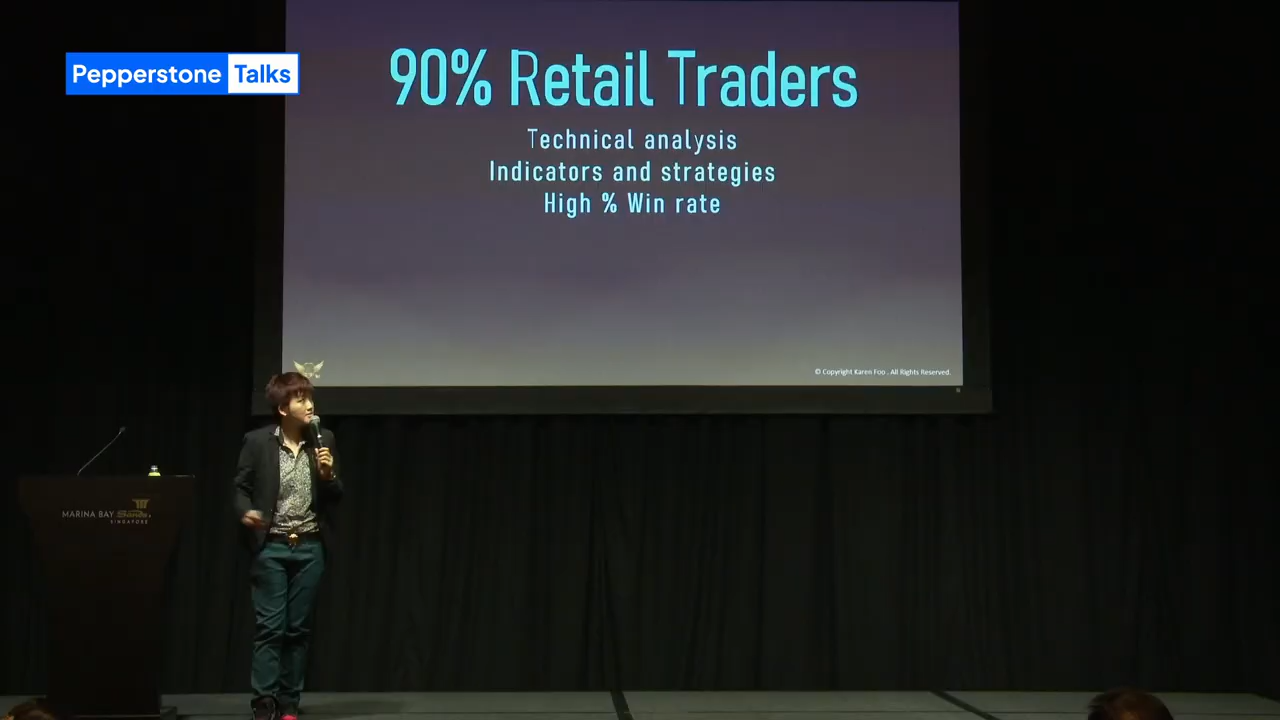 Pepperstone Talks
90% Retail Traders
Technical analysis
Indicators and strategies
High % Win rate
© Copyright Karen Foo . All Rights Reserved.
MARINA BAY Sands.
SINGAPORE